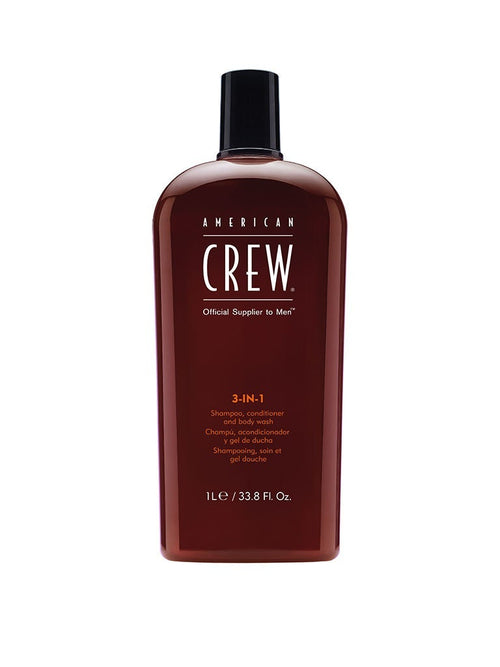 AMERICAN
CREW®
Official Supplier to Men™
3-IN-1
Shampoo, conditioner
and body wash
Champú, acondicionador
y gel de ducha
Shampooing, soin et
gel douche
1L℮ / 33.8 Fl. Oz.